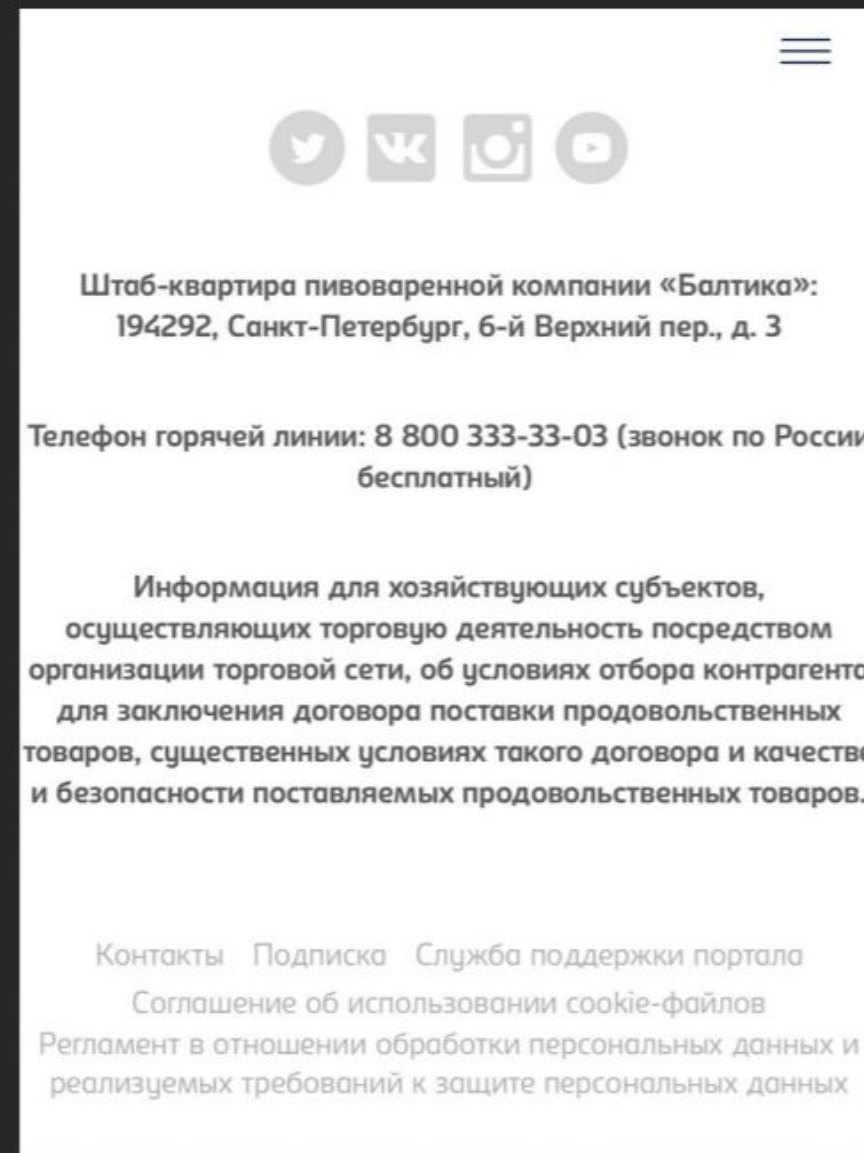 Штаб-квартира пивоваренной компании «Балтика»:
194292, Санкт-Петербург, 6-й Верхний пер., д. 3
Телефон горячей линии: 8 800 333-33-03 (звонок по России
бесплатный)
Информация для хозяйствующих субъектов,
осуществляющих торговую деятельность посредством
организации торговой сети, об условиях отбора контрагента
для заключения договора поставки продовольственных
товаров, существенных условиях такого договора и качестве
и безопасности поставляемых продовольственных товаров.
Контакты Подписка Служба поддержки портала
Соглашение об использовании cookie-файлов
Регламент в отношении обработки персональных данных и
реализуемых требований к защите персональных данных